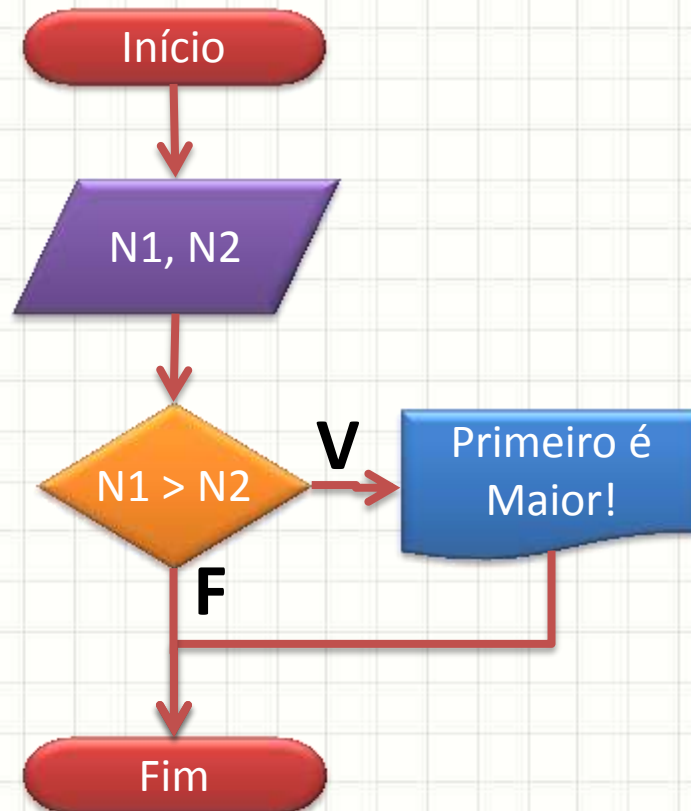 Início
N1, N2
N1 > N2
V
Primeiro é
Maior!
F
Fim